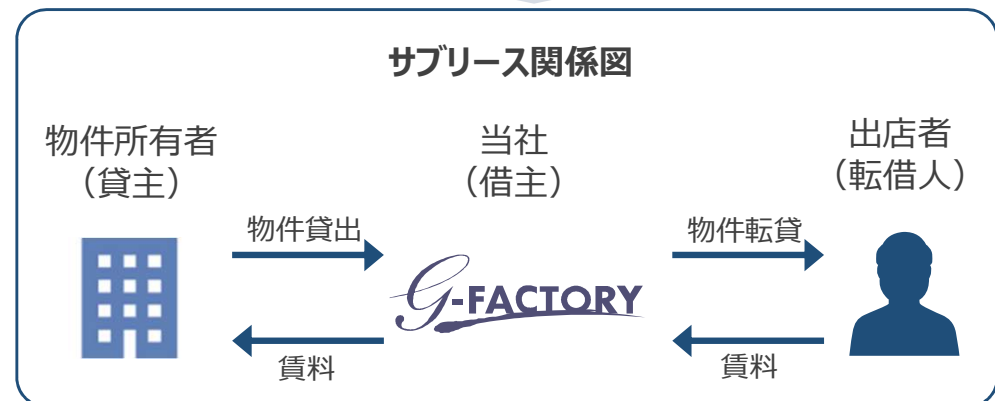 サブリース関係図
物件所有者
（貸主）
当社
（借主）
出店者
（転借人）
物件貸出
物件転貸
G-FACTORY
賃料
賃料